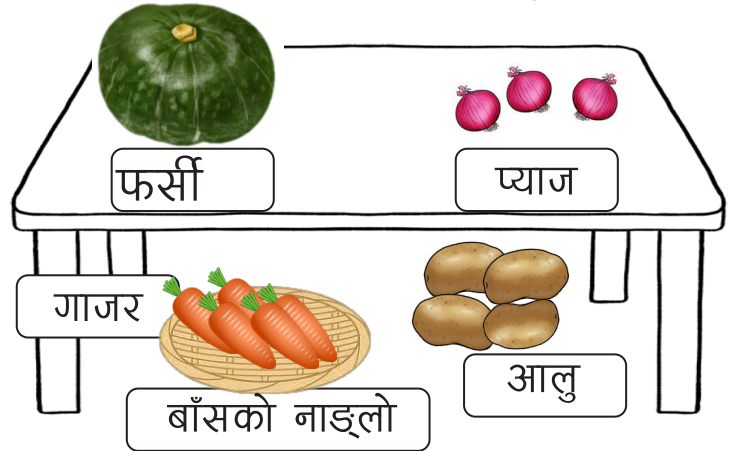 फर्सी
प्याज
गाजर
आलु
बाँसको नाङ्लो